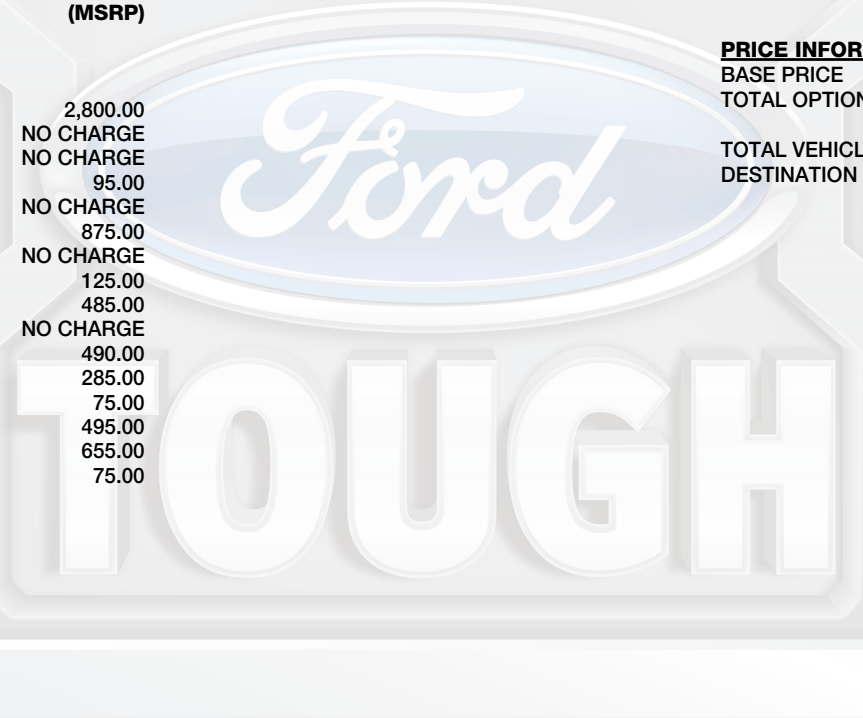 (MSRP)
2,800.00
NO CHARGE
NO CHARGE
95.00
NO CHARGE
875.00
NO CHARGE
125.00
485.00
NO CHARGE
490.00
285.00
75.00
495.00
655.00
75.00
PRICE INFOR
BASE PRICE
TOTAL OPTION
TOTAL VEHICL
DESTINATION
Ford
TOUGH